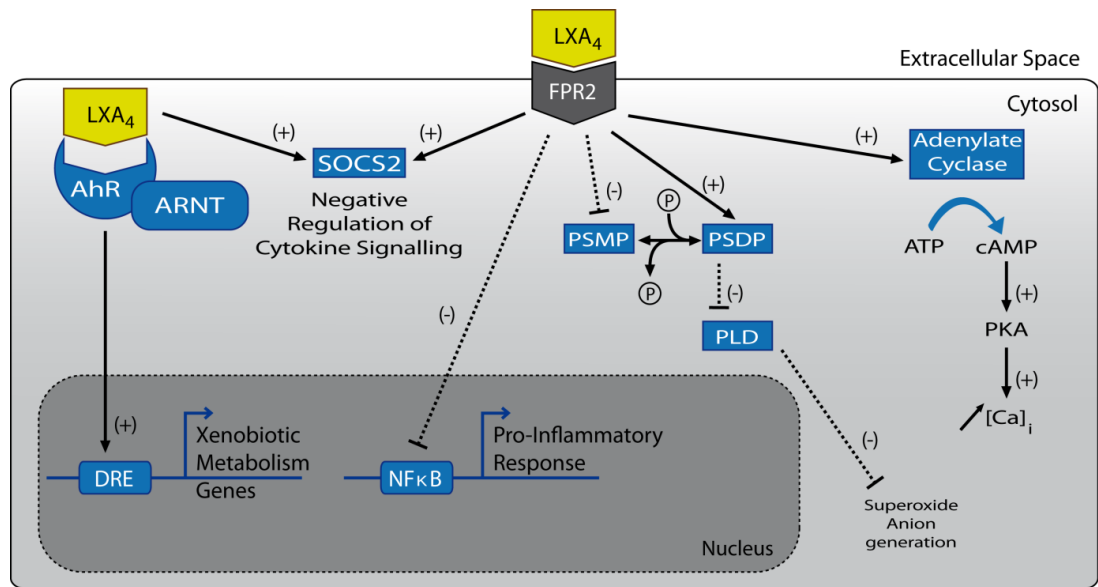 LXA4
FPR2
Extracellular Space
Cytosol
LXA4
AhR
ARNT
(+)
(+)
SOCS2
Negative
Regulation of
Cytokine Signalling
(-)
(-)
(+)
(+)
Adenylate
Cyclase
PSMP
P
P
PSDP
(-)
PLD
(-)
ATP
cAMP
(+)
PKA
(+)
[Ca]i
(+)
DRE
Xenobiotic
Metabolism
Genes
NFκB
Pro-Inflammatory
Response
Superoxide
Anion
generation
Nucleus